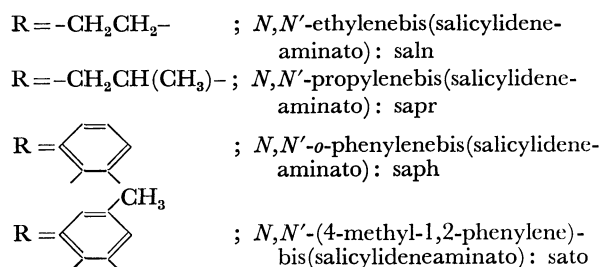 R=-CH₂CH₂- ; N,N′-ethylenebis(salicylidene-
aminato): saln
R=-CH₂CH(CH₃)-; N,N′-propylenebis(salicylidene-
aminato): sapr
R= ; N,N′-o-phenylenebis(salicylidene-
aminato): saph
CH₃
R= ; N,N′-(4-methyl-1,2-phenylene)-
bis(salicylideneaminato): sato